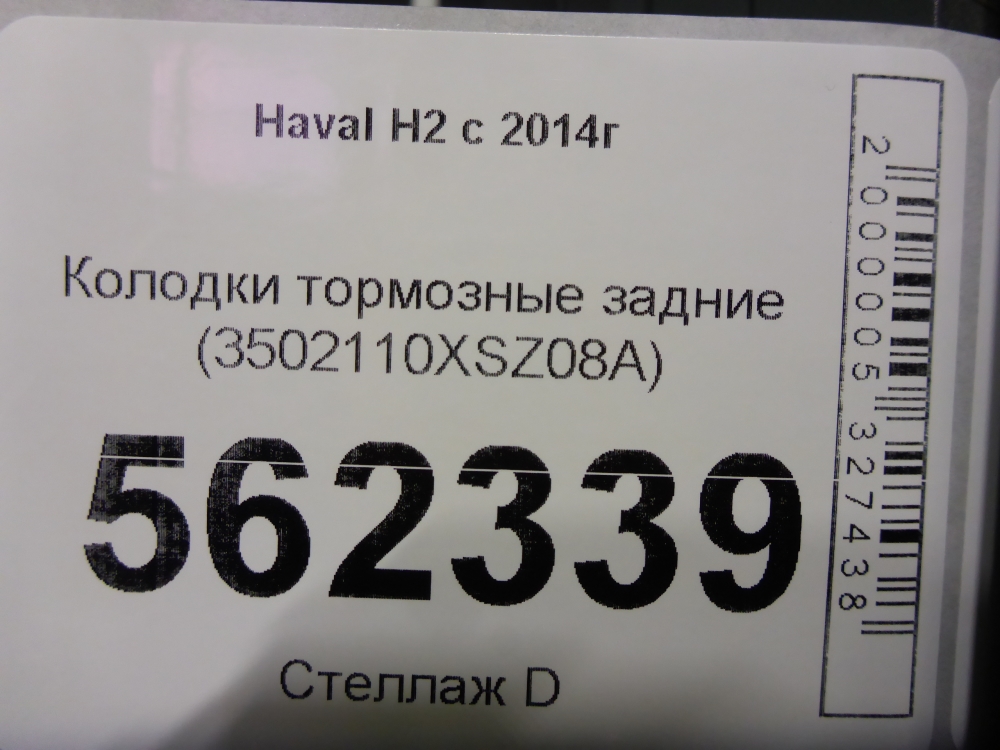 Haval H2 с 2014г
Колодки тормозные задние
(3502110XSZ08A)
562339
Стеллаж D
2000005327438